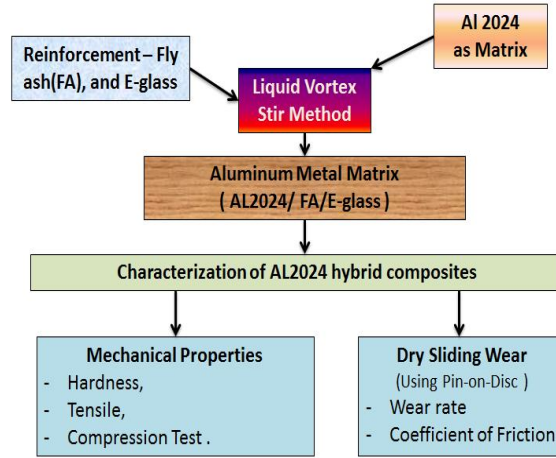 Reinforcement – Fly
ash(FA), and E-glass
Al 2024
as Matrix
Liquid Vortex
Stir Method
Aluminum Metal Matrix
( AL2024/ FA/E-glass )
Characterization of AL2024 hybrid composites
Mechanical Properties
- Hardness,
- Tensile,
- Compression Test .
Dry Sliding Wear
(Using Pin-on-Disc )
- Wear rate
- Coefficient of Friction